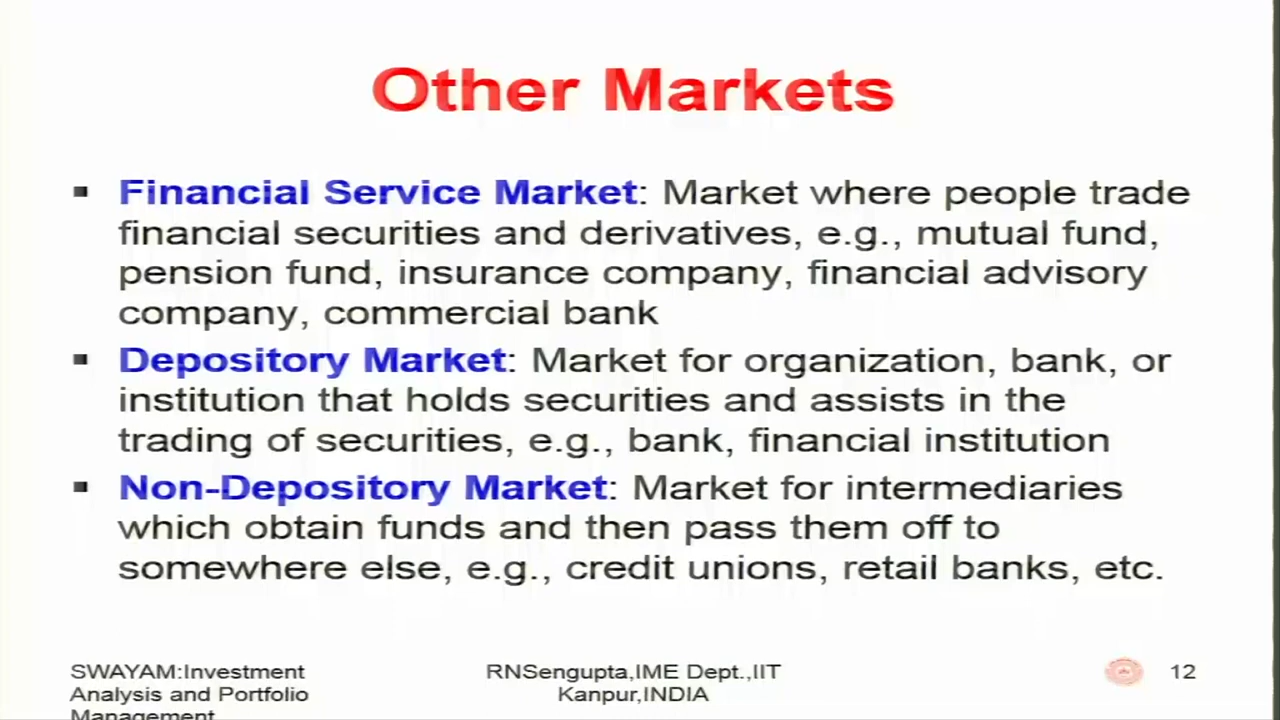 Other Markets
▪ Financial Service Market: Market where people trade
financial securities and derivatives, e.g., mutual fund,
pension fund, insurance company, financial advisory
company, commercial bank
▪ Depository Market: Market for organization, bank, or
institution that holds securities and assists in the
trading of securities, e.g., bank, financial institution
▪ Non-Depository Market: Market for intermediaries
which obtain funds and then pass them off to
somewhere else, e.g., credit unions, retail banks, etc.
SWAYAM:Investment
Analysis and Portfolio
Management
RNSengupta,IME Dept.,IIT
Kanpur,INDIA
12